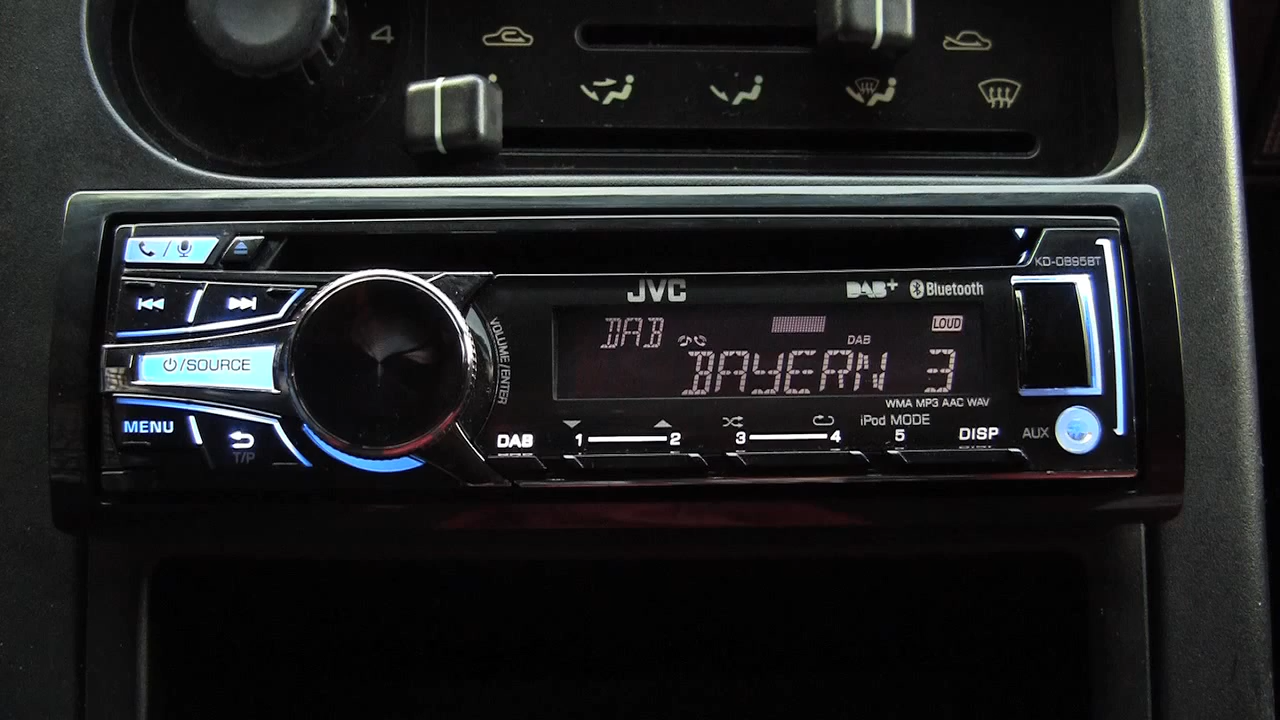 4
KD-DB95BT
JVC
DAB+ Bluetooth
DAB
LOUD
DAB
BAYERN 3
/SOURCE
VOLUME/ENTER
WMA MP3 AAC WAV
MENU
T/P
iPod MODE
DAB 1 2 3 4 5 DISP AUX